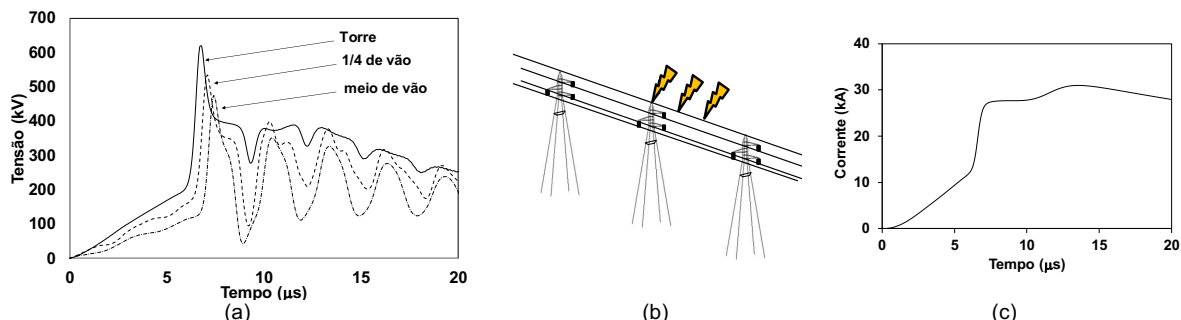 700
600
500
400
300
200
100
0
Tensão (kV)
Torre
1/4 de vão
meio de vão
0 5 10 15 20
Tempo (µs)
(a)
(b)
40
30
20
10
0
Corrente (kA)
0 5 10 15 20
Tempo (µs)
(c)